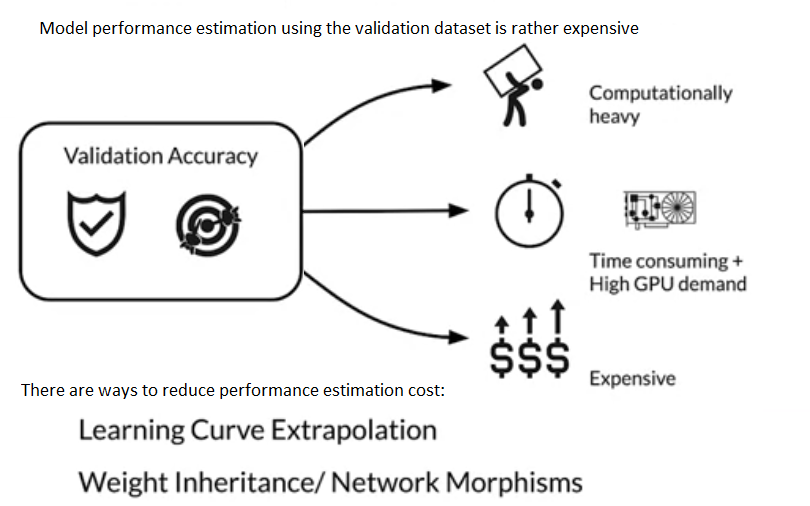 Model performance estimation using the validation dataset is rather expensive
Validation Accuracy
Computationally
heavy
Time consuming +
High GPU demand
$$$
Expensive
There are ways to reduce performance estimation cost:
Learning Curve Extrapolation
Weight Inheritance/ Network Morphisms